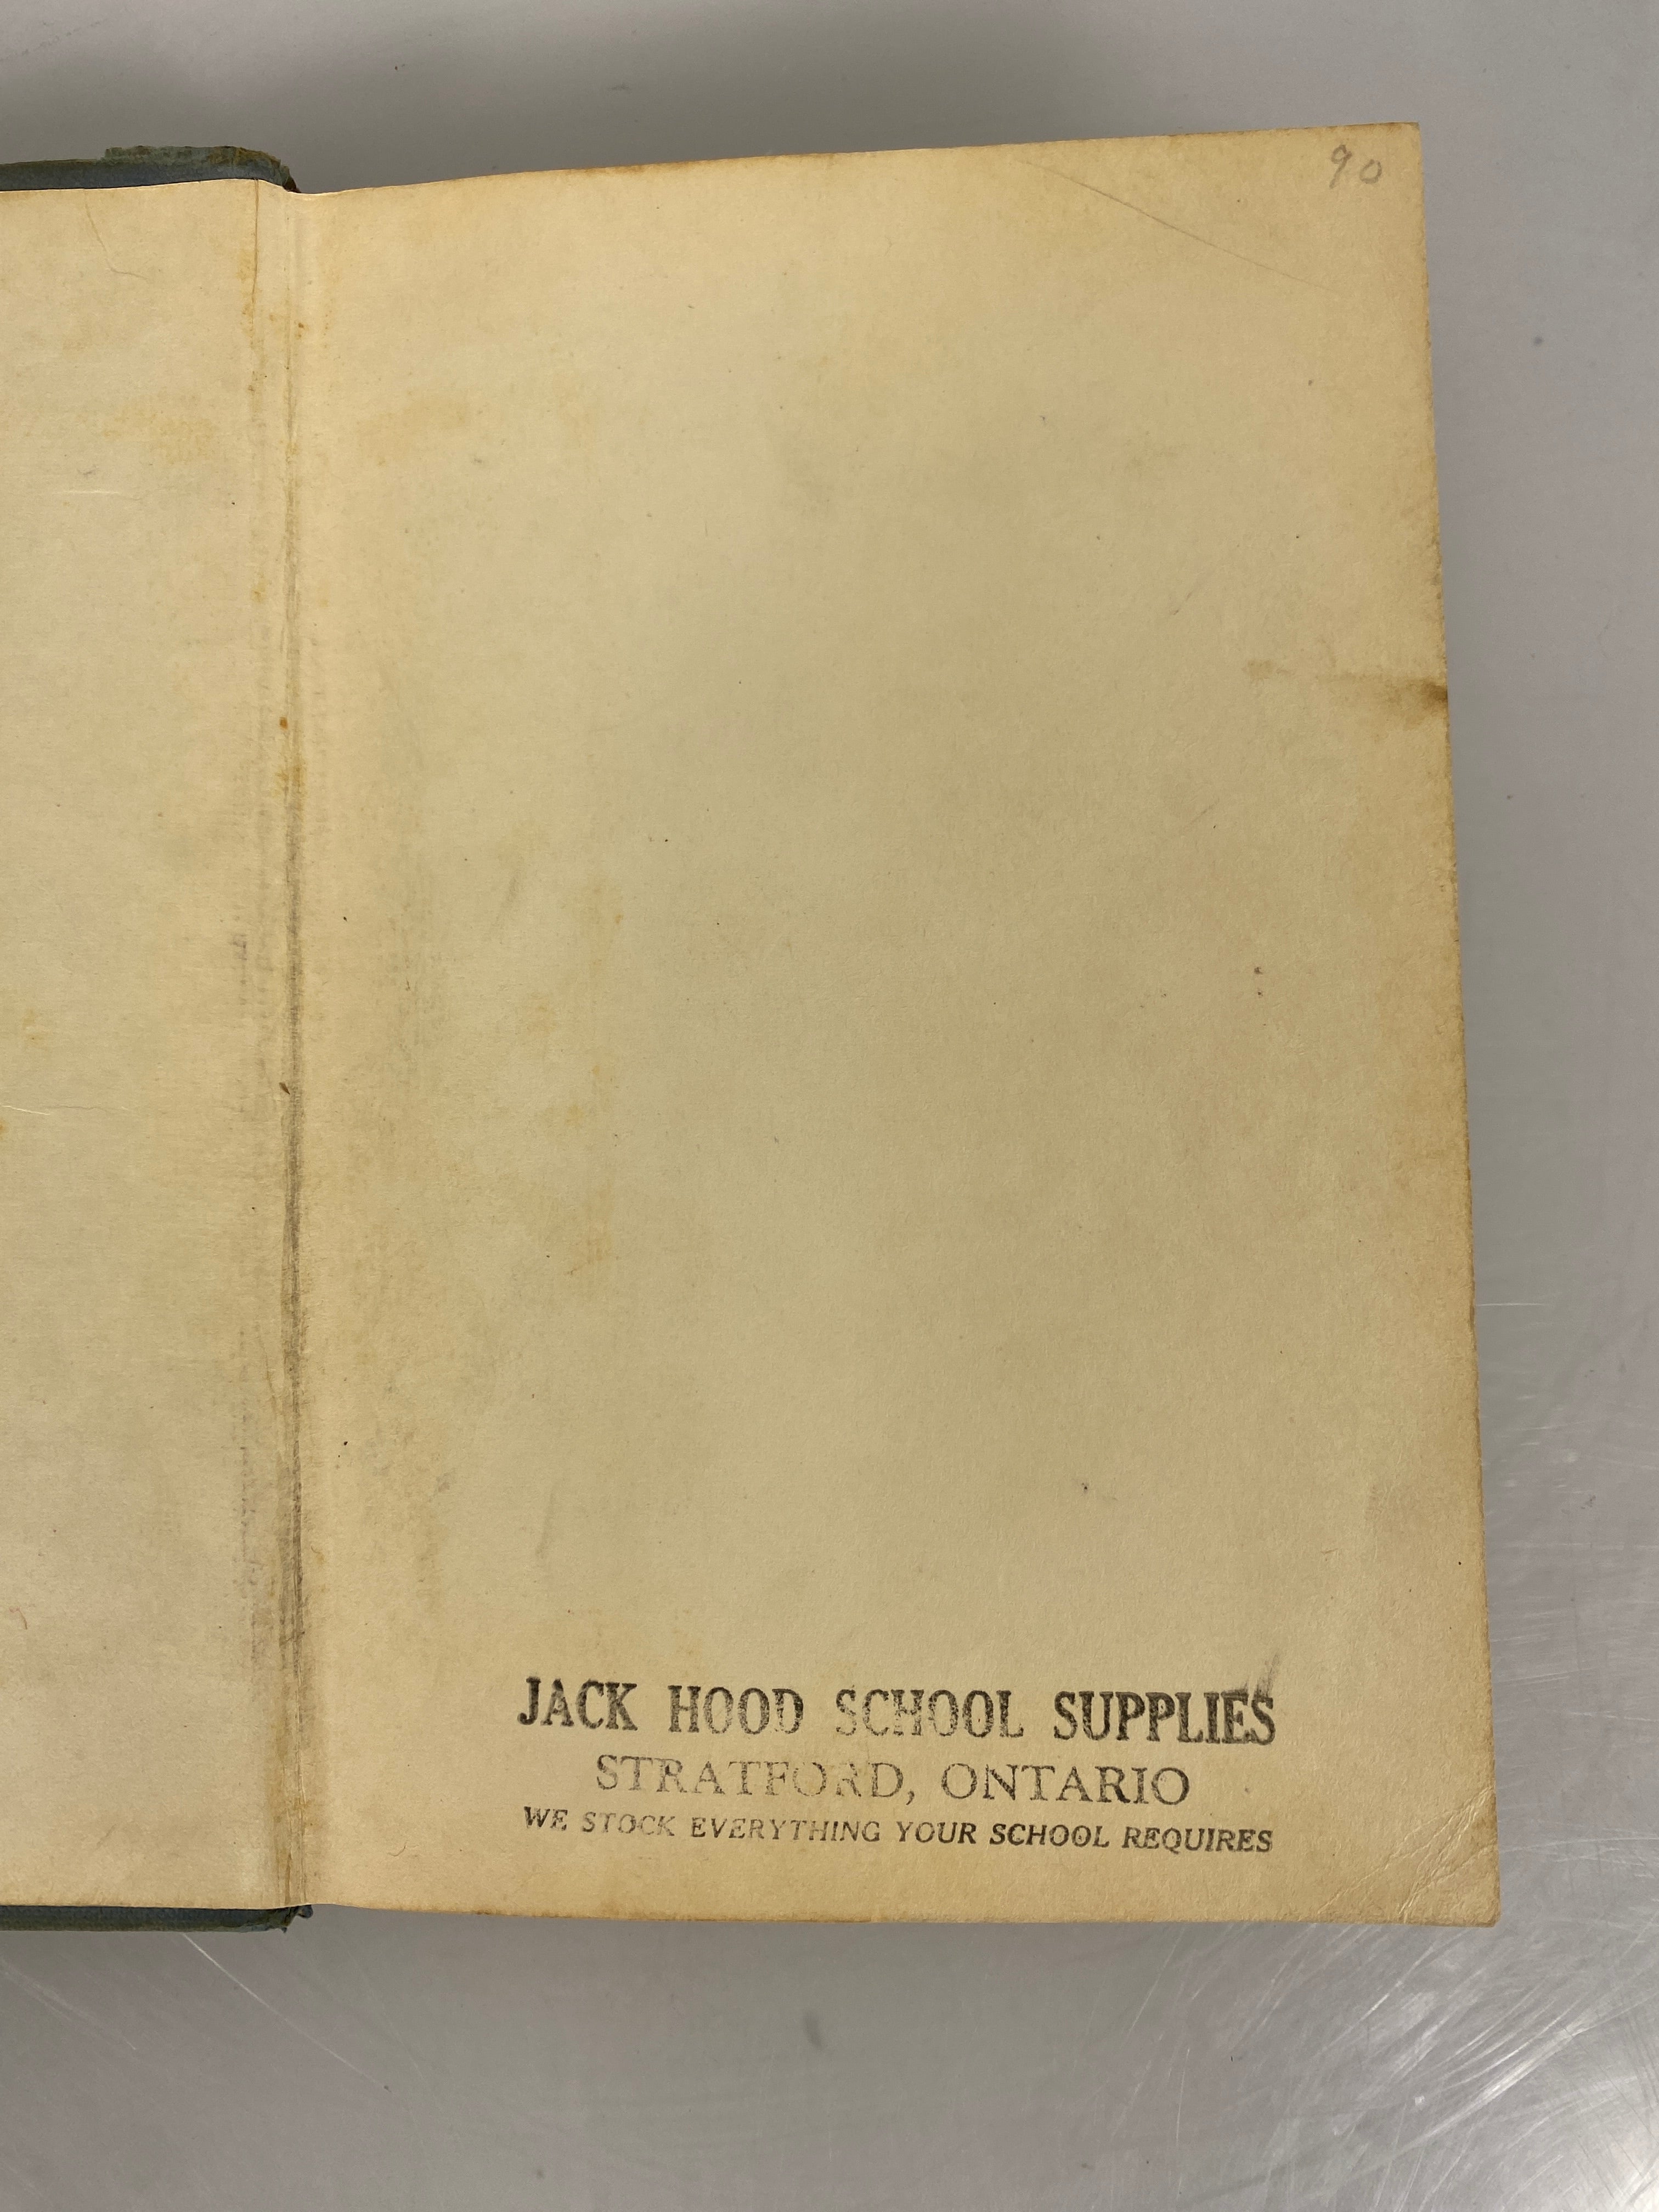 90
JACK HOOD SCHOOL SUPPLIES
STRATFORD, ONTARIO
WE STOCK EVERYTHING YOUR SCHOOL REQUIRES